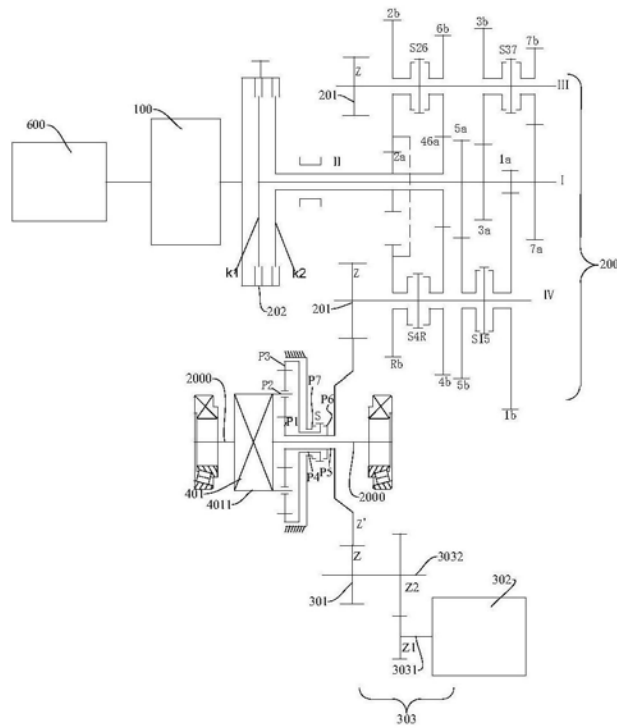 2b
6b
3b
7b
S26
S37
Z
III
201
600
100
II
2a
46a
5a
1a
I
3a
7a
200
k1
k2
202
Z
201
IV
S4R
S15
Rb
4b
5b
1b
P3
P2
P7
P1
S
P6
2000
P4
P5
2000
401
4011
Z'
Z
3032
302
301
Z2
Z1
3031
303